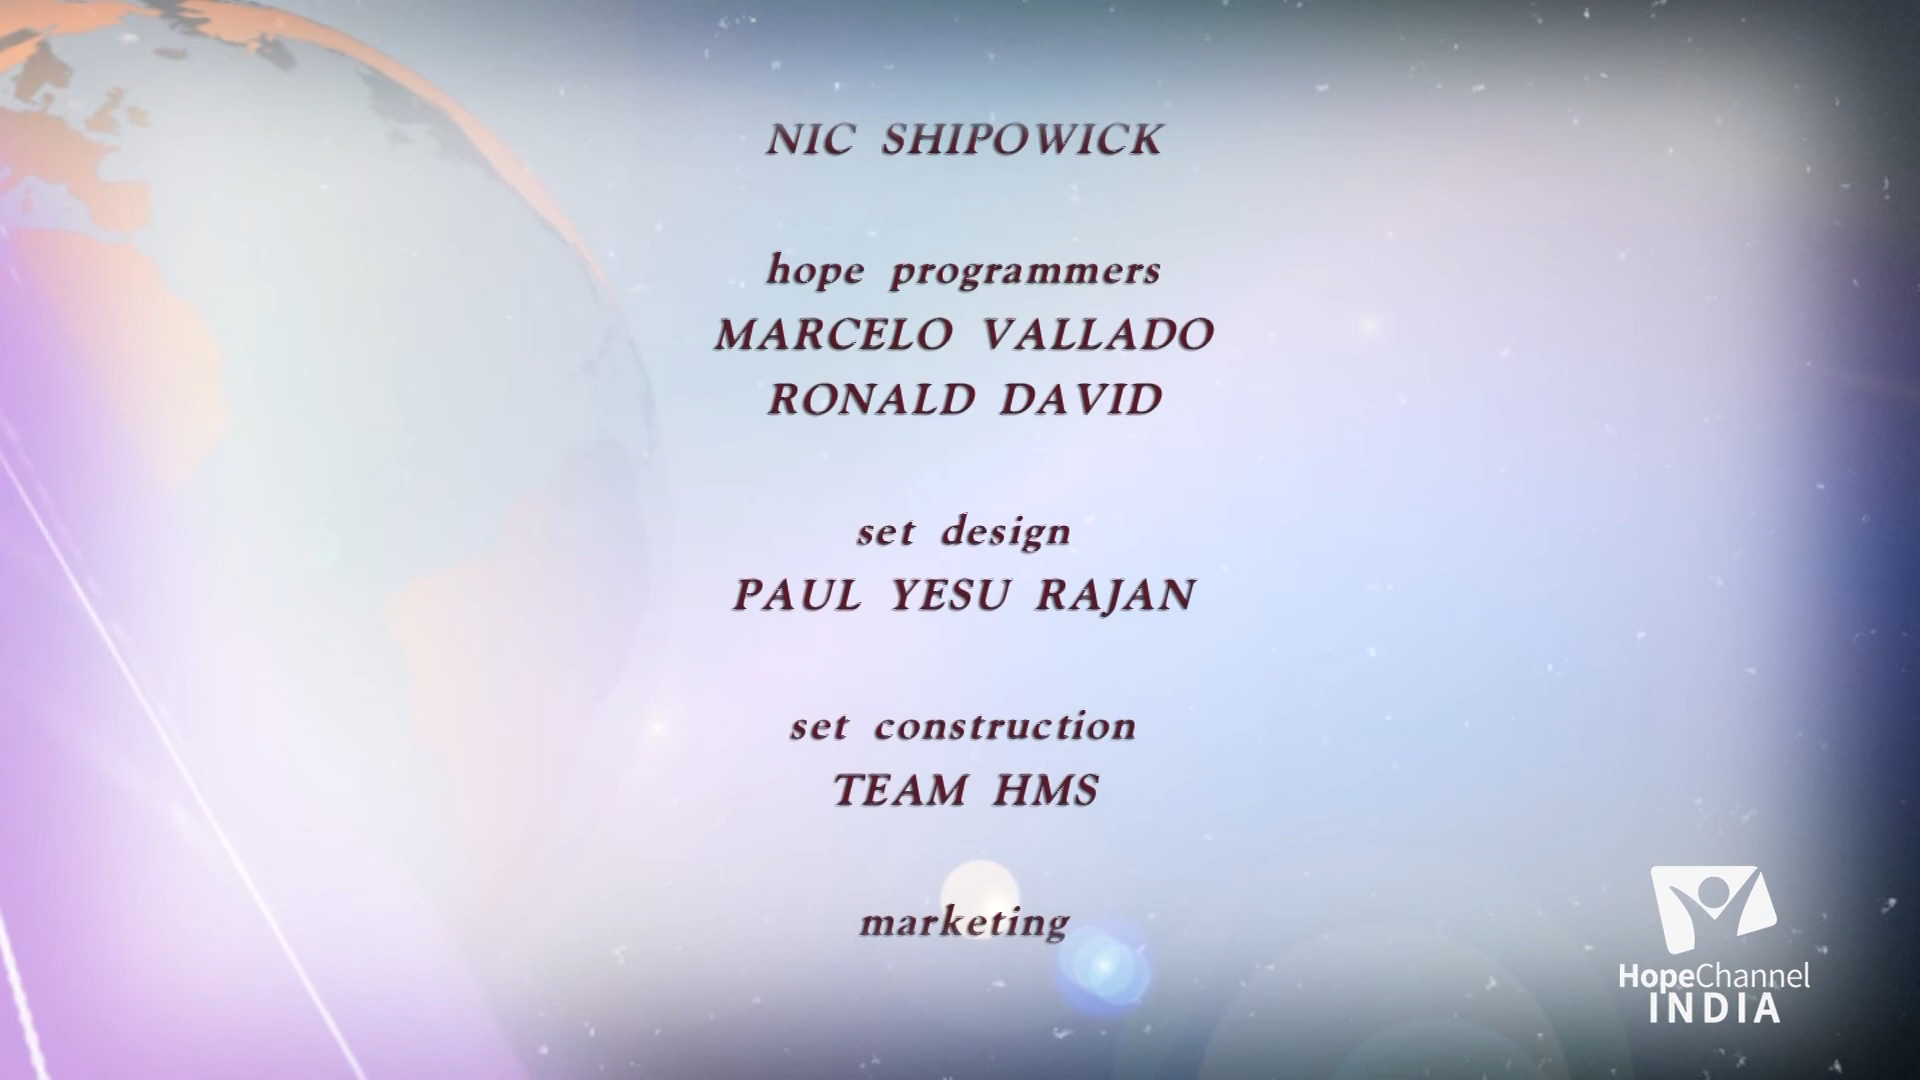 NIC SHIPOWICK
hope programmers
MARCELO VALLADO
RONALD DAVID
set design
PAUL YESU RAJAN
set construction
TEAM HMS
marketing
HopeChannel
INDIA